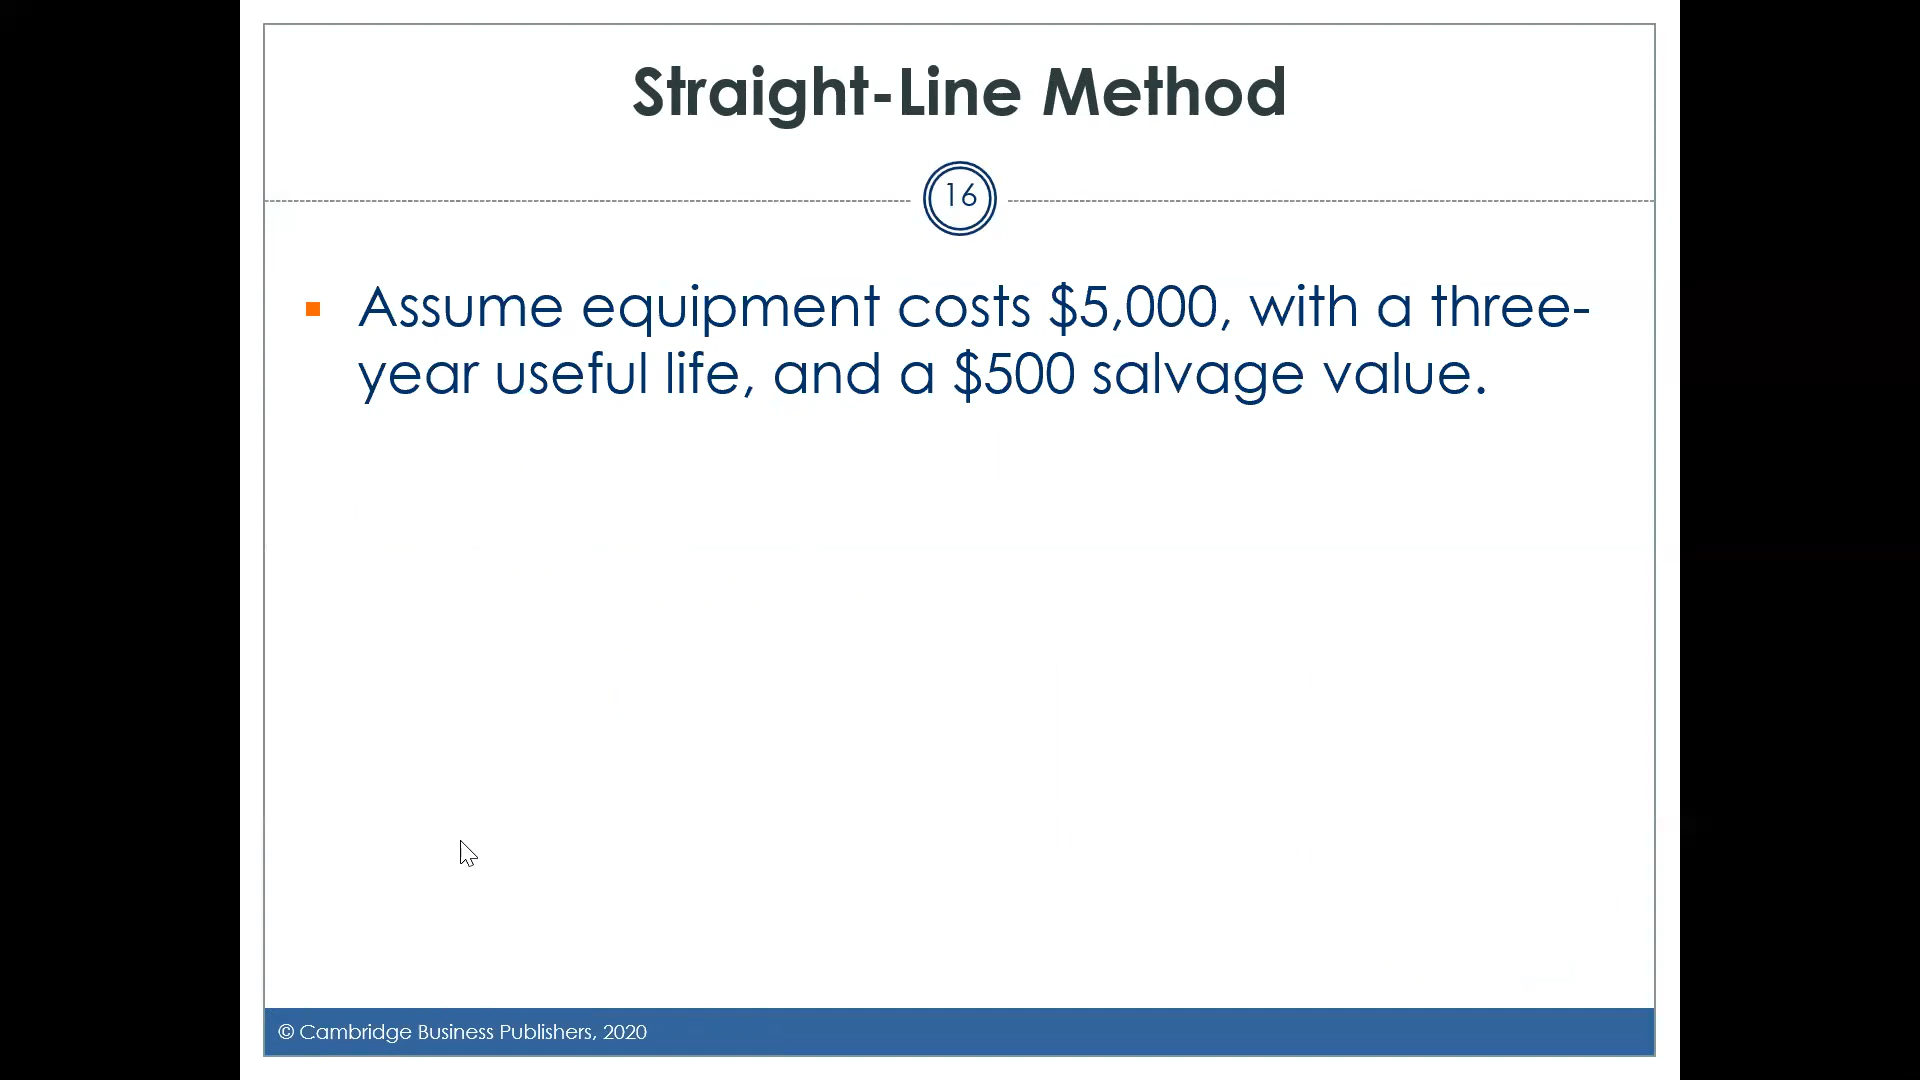 Straight-Line Method
16
Assume equipment costs $5,000, with a three-
year useful life, and a $500 salvage value.
© Cambridge Business Publishers, 2020